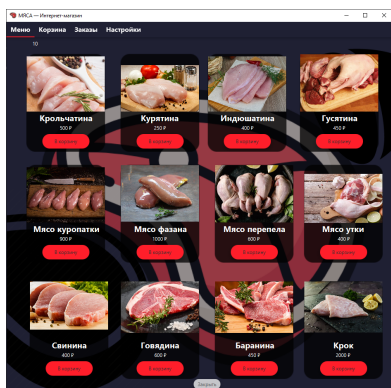 МЯСА — Интернет-магазин
Меню Корзина Заказы Настройки
10
Крольчатина Курятина Индюшатина Гусятина
500 ₽ 250 ₽ 400 ₽ 450 ₽
В корзину В корзину В корзину В корзину
Мясо куропатки Мясо фазана Мясо перепела Мясо утки
900 ₽ 1000 ₽ 600 ₽ 400 ₽
В корзину В корзину В корзину В корзину
Свинина Говядина Баранина Крок
400 ₽ 600 ₽ 450 ₽ 2000 ₽
В корзину В корзину В корзину В корзину
Закрыть